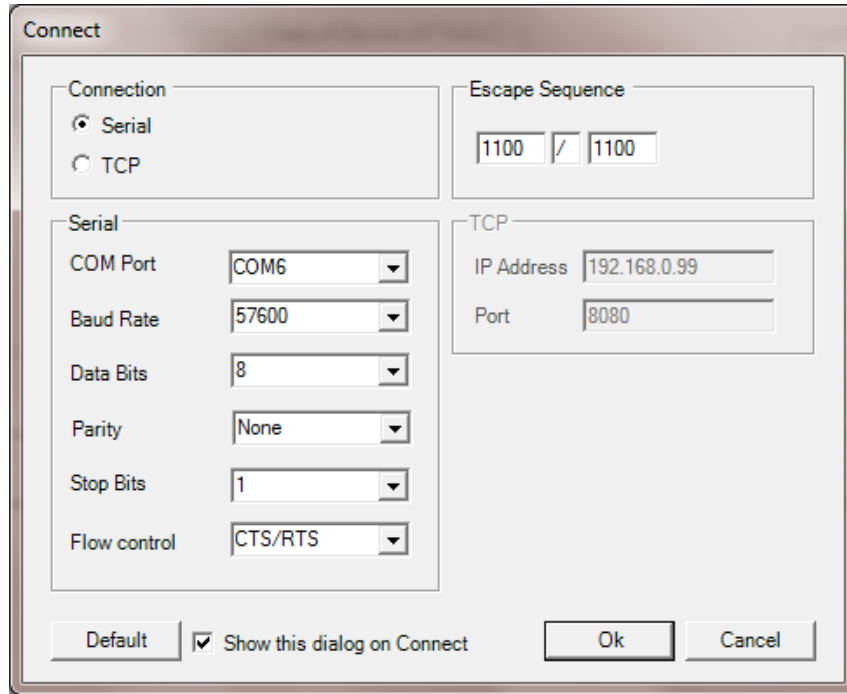 Connect
Connection
Serial
TCP
Escape Sequence
1100 / 1100
Serial
COM Port COM6
Baud Rate 57600
Data Bits 8
Parity None
Stop Bits 1
Flow control CTS/RTS
TCP
IP Address 192.168.0.99
Port 8080
Default Show this dialog on Connect Ok Cancel